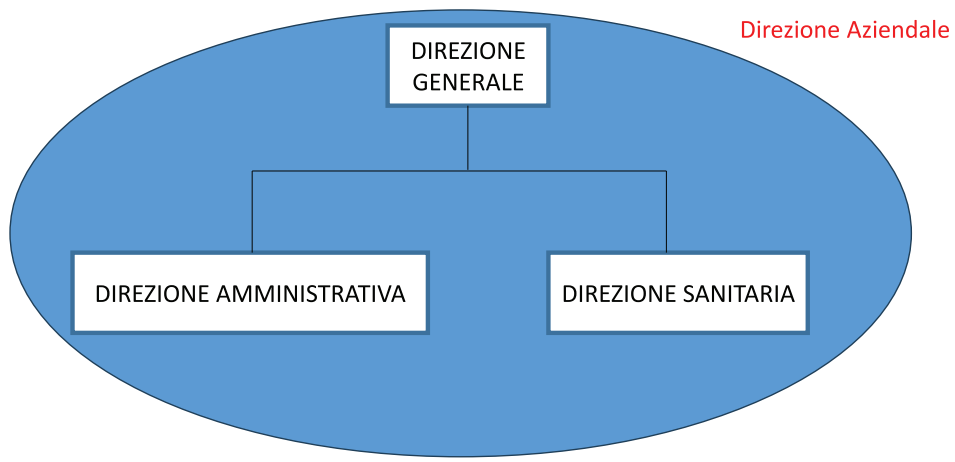 Direzione Aziendale
DIREZIONE
GENERALE
DIREZIONE AMMINISTRATIVA
DIREZIONE SANITARIA